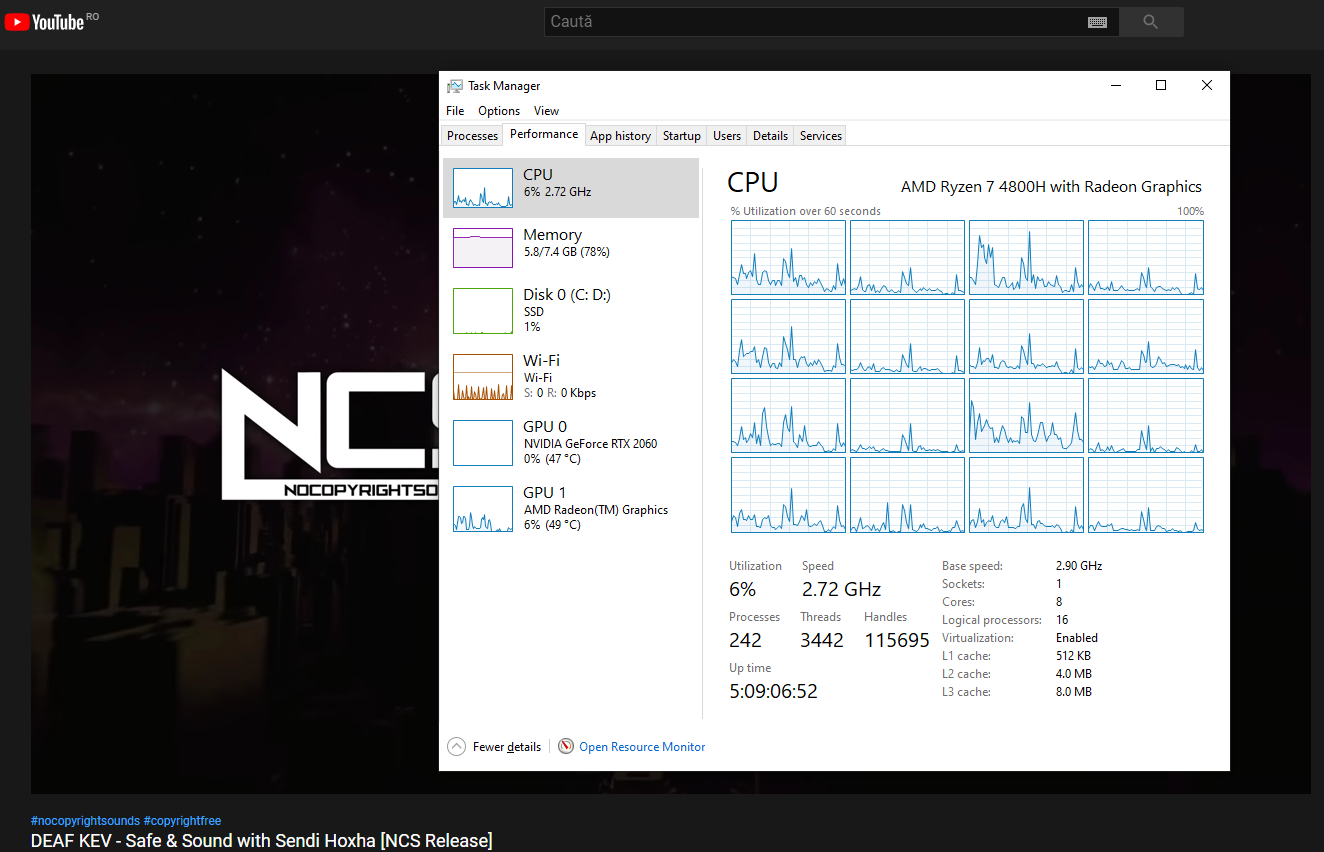 YouTube RO
Caută
Task Manager
File Options View
Processes Performance App history Startup Users Details Services
CPU
6% 2.72 GHz
Memory
5.8/7.4 GB (78%)
Disk 0 (C: D:)
SSD
1%
Wi-Fi
Wi-Fi
S: 0 R: 0 Kbps
GPU 0
NVIDIA GeForce RTX 2060
0% (47 °C)
GPU 1
AMD Radeon(TM) Graphics
6% (49 °C)
CPU
AMD Ryzen 7 4800H with Radeon Graphics
% Utilization over 60 seconds 100%
Utilization Speed
6% 2.72 GHz
Processes Threads Handles
242 3442 115695
Up time
5:09:06:52
Base speed: 2.90 GHz
Sockets: 1
Cores: 8
Logical processors: 16
Virtualization: Enabled
L1 cache: 512 KB
L2 cache: 4.0 MB
L3 cache: 8.0 MB
Fewer details Open Resource Monitor
NCS
NOCOPYRIGHTSO
#nocopyrightsounds #copyrightfree
DEAF KEV - Safe & Sound with Sendi Hoxha [NCS Release]